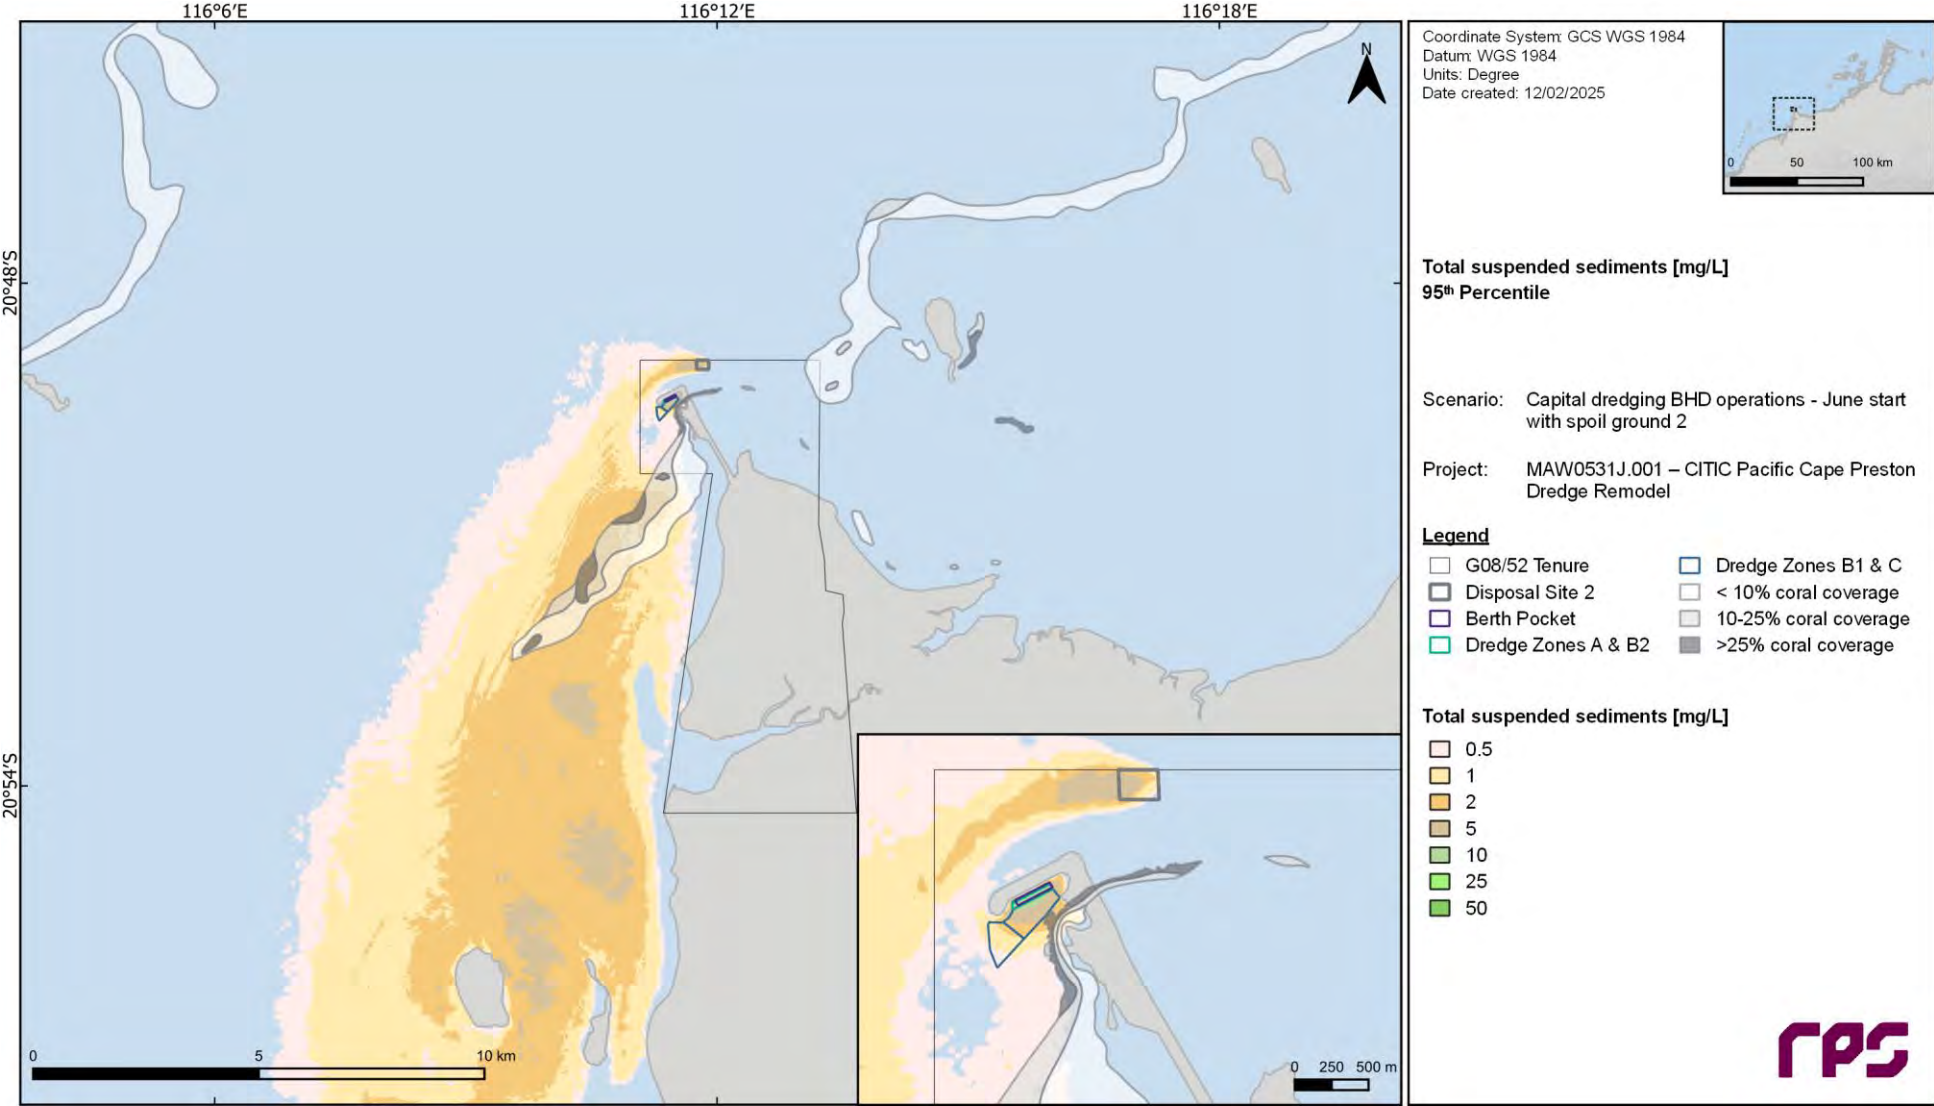 116°6'E
116°12'E
116°18'E
20°48'S
20°54'S
N
0 5 10 km
0 250 500 m
Coordinate System: GCS WGS 1984
Datum: WGS 1984
Units: Degree
Date created: 12/02/2025
0 50 100 km
Total suspended sediments [mg/L]
95th Percentile
Scenario: Capital dredging BHD operations - June start
with spoil ground 2
Project: MAW0531J.001 – CITIC Pacific Cape Preston
Dredge Remodel
Legend
G08/52 Tenure
Disposal Site 2
Berth Pocket
Dredge Zones A & B2
Dredge Zones B1 & C
< 10% coral coverage
10-25% coral coverage
>25% coral coverage
Total suspended sediments [mg/L]
0.5
1
2
5
10
25
50
rps